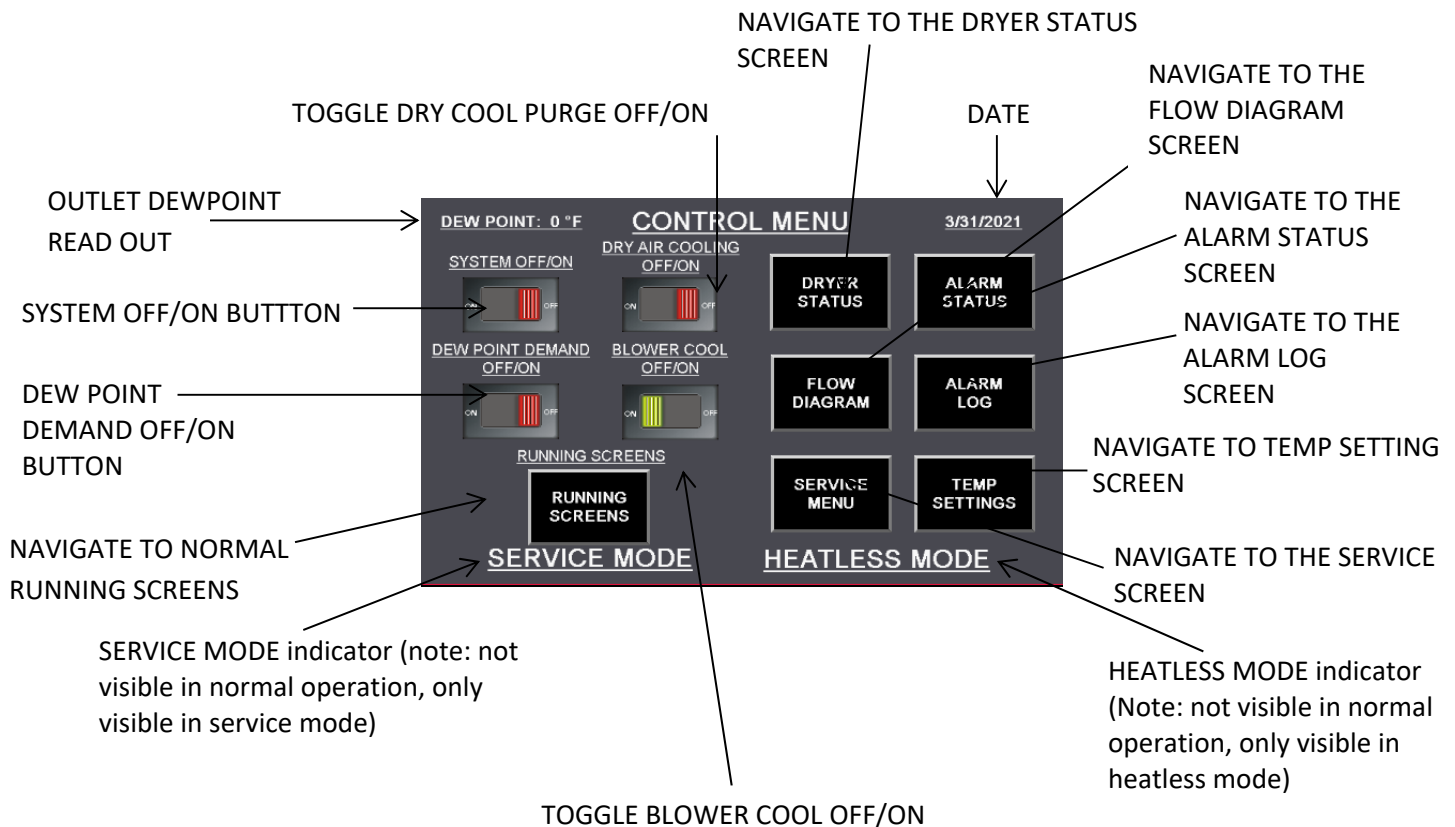 NAVIGATE TO THE DRYER STATUS
SCREEN
NAVIGATE TO THE
FLOW DIAGRAM
SCREEN
TOGGLE DRY COOL PURGE OFF/ON
DATE
OUTLET DEWPOINT
READ OUT
NAVIGATE TO THE
ALARM STATUS
SCREEN
SYSTEM OFF/ON BUTTTON
NAVIGATE TO THE
ALARM LOG
SCREEN
DEW POINT
DEMAND OFF/ON
BUTTON
NAVIGATE TO TEMP SETTING
SCREEN
NAVIGATE TO NORMAL
RUNNING SCREENS
NAVIGATE TO THE SERVICE
SCREEN
DEW POINT: 0 °F
CONTROL MENU
3/31/2021
SYSTEM OFF/ON
ON
OFF
DRY AIR COOLING
OFF/ON
ON
OFF
DRYER
STATUS
ALARM
STATUS
DEW POINT DEMAND
OFF/ON
ON
OFF
BLOWER COOL
OFF/ON
ON
OFF
FLOW
DIAGRAM
ALARM
LOG
RUNNING SCREENS
RUNNING
SCREENS
SERVICE
MENU
TEMP
SETTINGS
SERVICE MODE
HEATLESS MODE
SERVICE MODE indicator (note: not
visible in normal operation, only
visible in service mode)
HEATLESS MODE indicator
(Note: not visible in normal
operation, only visible in
heatless mode)
TOGGLE BLOWER COOL OFF/ON